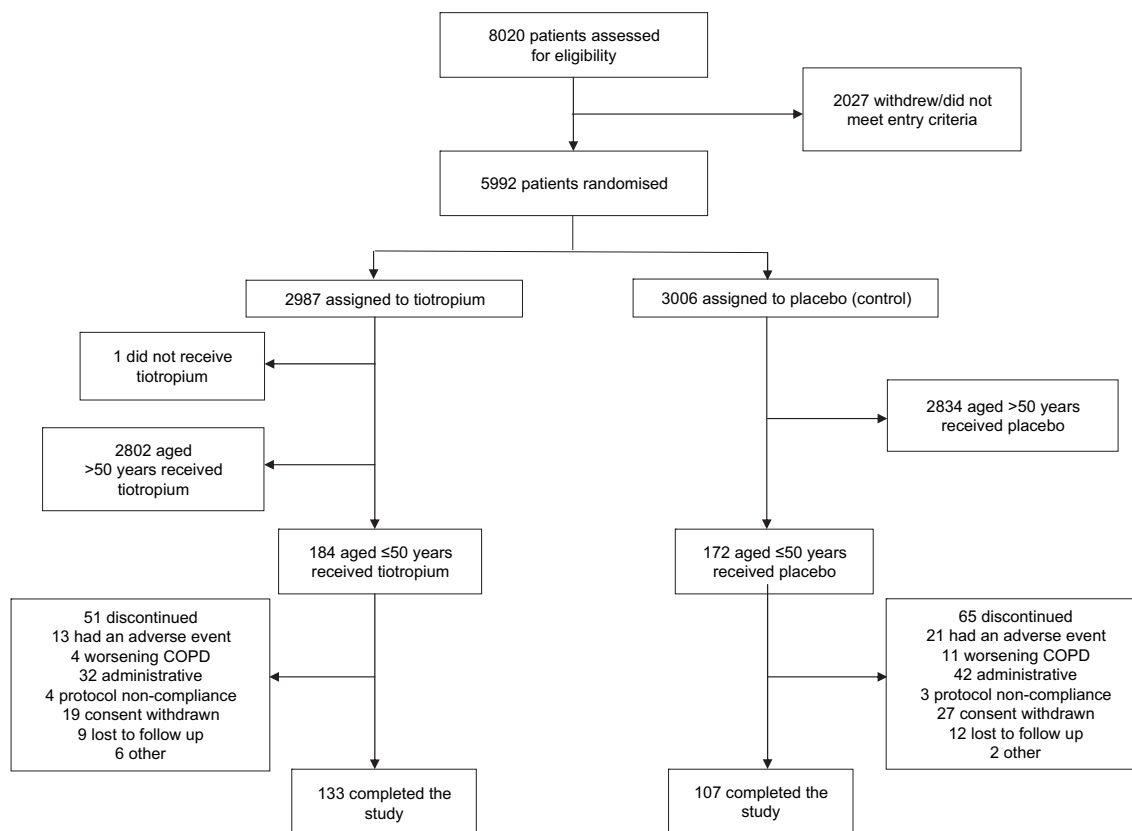 8020 patients assessed
for eligibility
2027 withdrew/did not
meet entry criteria
5992 patients randomised
2987 assigned to tiotropium
3006 assigned to placebo (control)
1 did not receive
tiotropium
2834 aged >50 years
received placebo
2802 aged
>50 years received
tiotropium
184 aged ≤50 years
received tiotropium
172 aged ≤50 years
received placebo
51 discontinued
13 had an adverse event
4 worsening COPD
32 administrative
4 protocol non-compliance
19 consent withdrawn
9 lost to follow up
6 other
65 discontinued
21 had an adverse event
11 worsening COPD
42 administrative
3 protocol non-compliance
27 consent withdrawn
12 lost to follow up
2 other
133 completed the
study
107 completed the
study